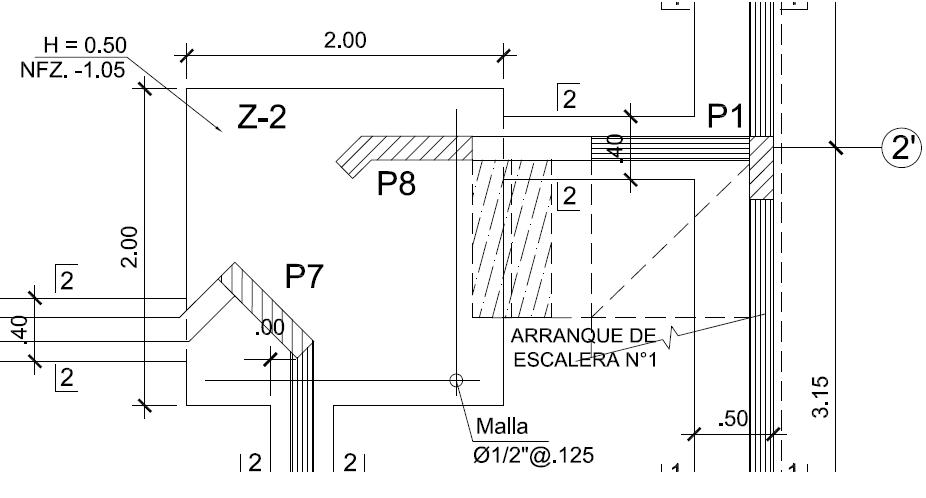 H = 0.50
NFZ. -1.05
2.00
Z-2
2
P1
.40
2'
P8
2
2.00
2
P7
.00
.40
2
ARRANQUE DE
ESCALERA N°1
3.15
.50
Malla
Ø1/2"@.125
2
2
1
1